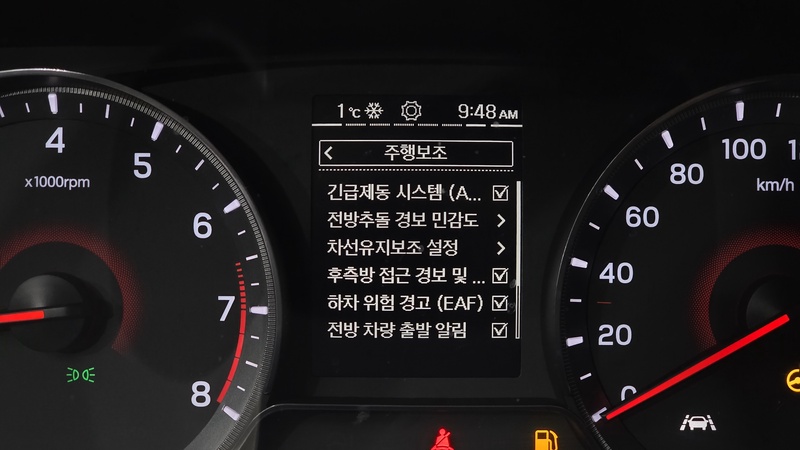 1°C 9:48 AM
주행보조
긴급제동 시스템 (A...
전방추돌 경보 민감도
차선유지보조 설정
후측방 접근 경보 및 ...
하차 위험 경고 (EAF)
전방 차량 출발 알림
4
5
6
7
8
x1000rpm
0
20
40
60
80
100
km/h